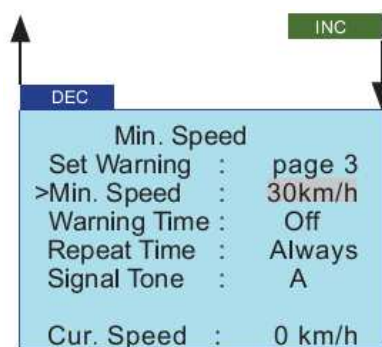 INC
DEC
Min. Speed
Set Warning : page 3
>Min. Speed : 30km/h
Warning Time : Off
Repeat Time : Always
Signal Tone : A
Cur. Speed : 0 km/h